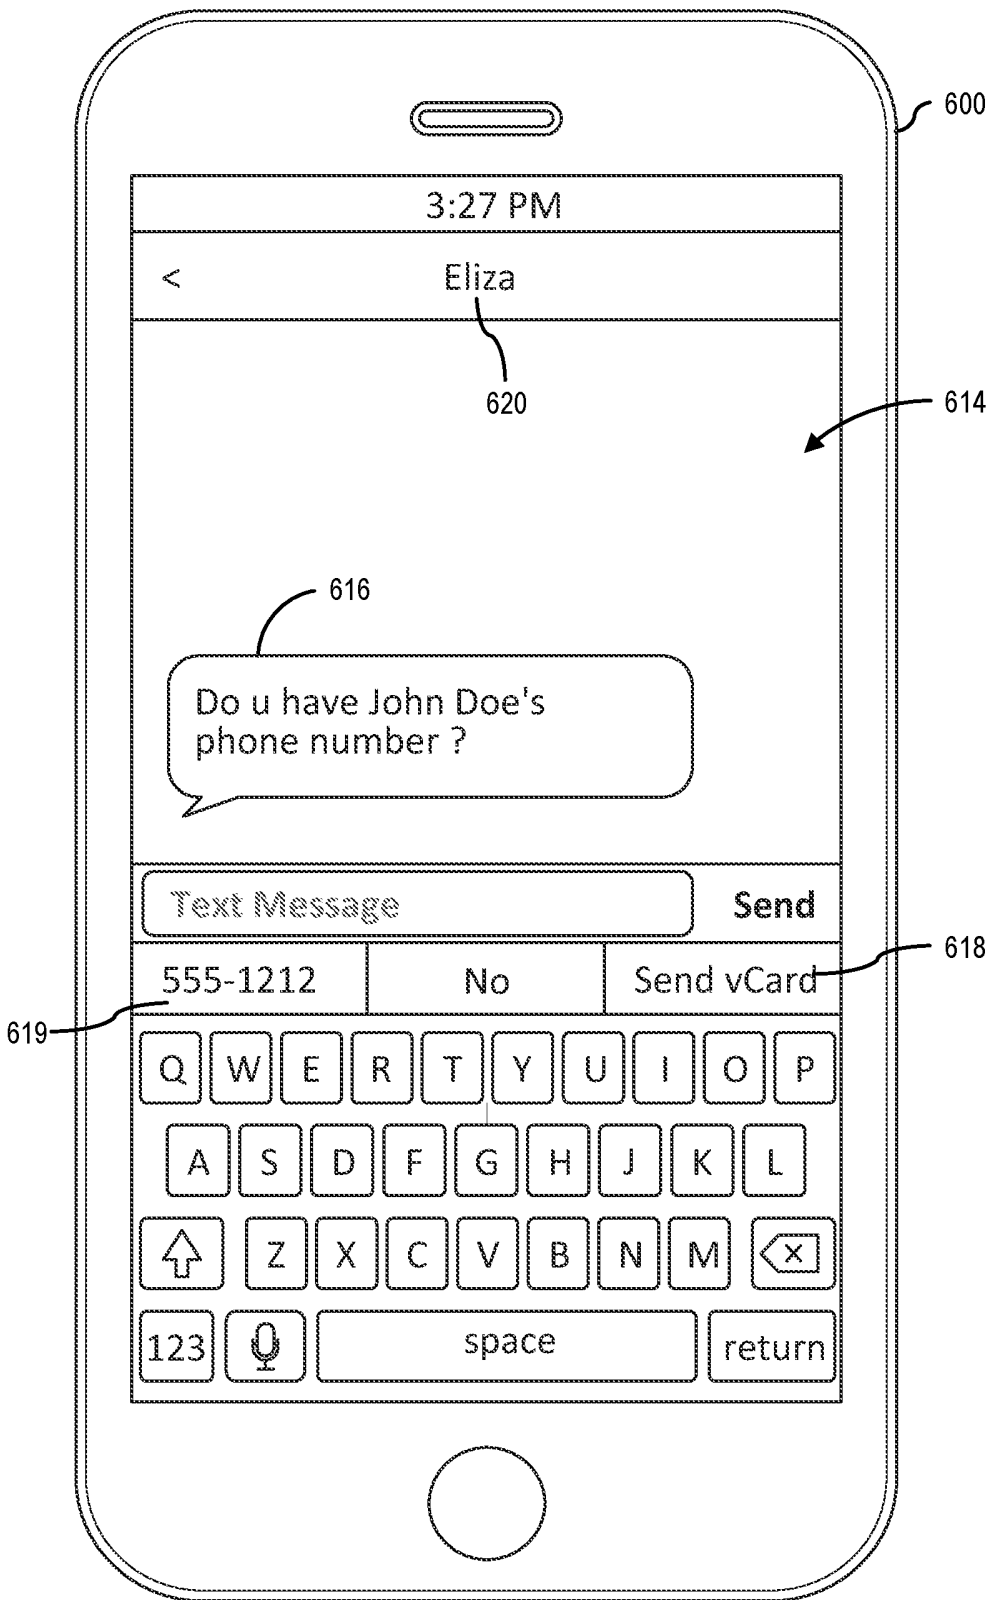 600
3:27 PM
< Eliza
620
614
616
Do u have John Doe's
phone number ?
Text Message Send
618
555-1212 No Send vCard
619
Q W E R T Y U I O P
A S D F G H J K L
Z X C V B N M
123 space return